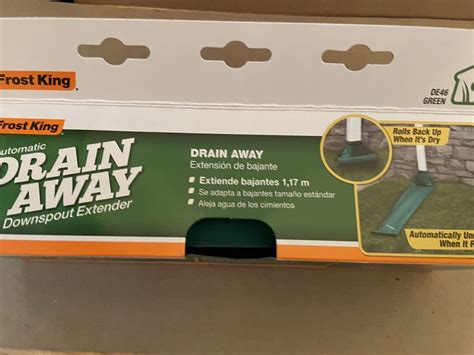 Frost King
DE46
GREEN
Frost King
Automatic
DRAIN
AWAY
Downspout Extender
DRAIN AWAY
Extensión de bajante
• Extiende bajantes 1,17 m
• Se adapta a bajantes tamaño estándar
• Aleja agua de los cimientos
Rolls Back Up
When It's Dry
Automatically Un
When It F